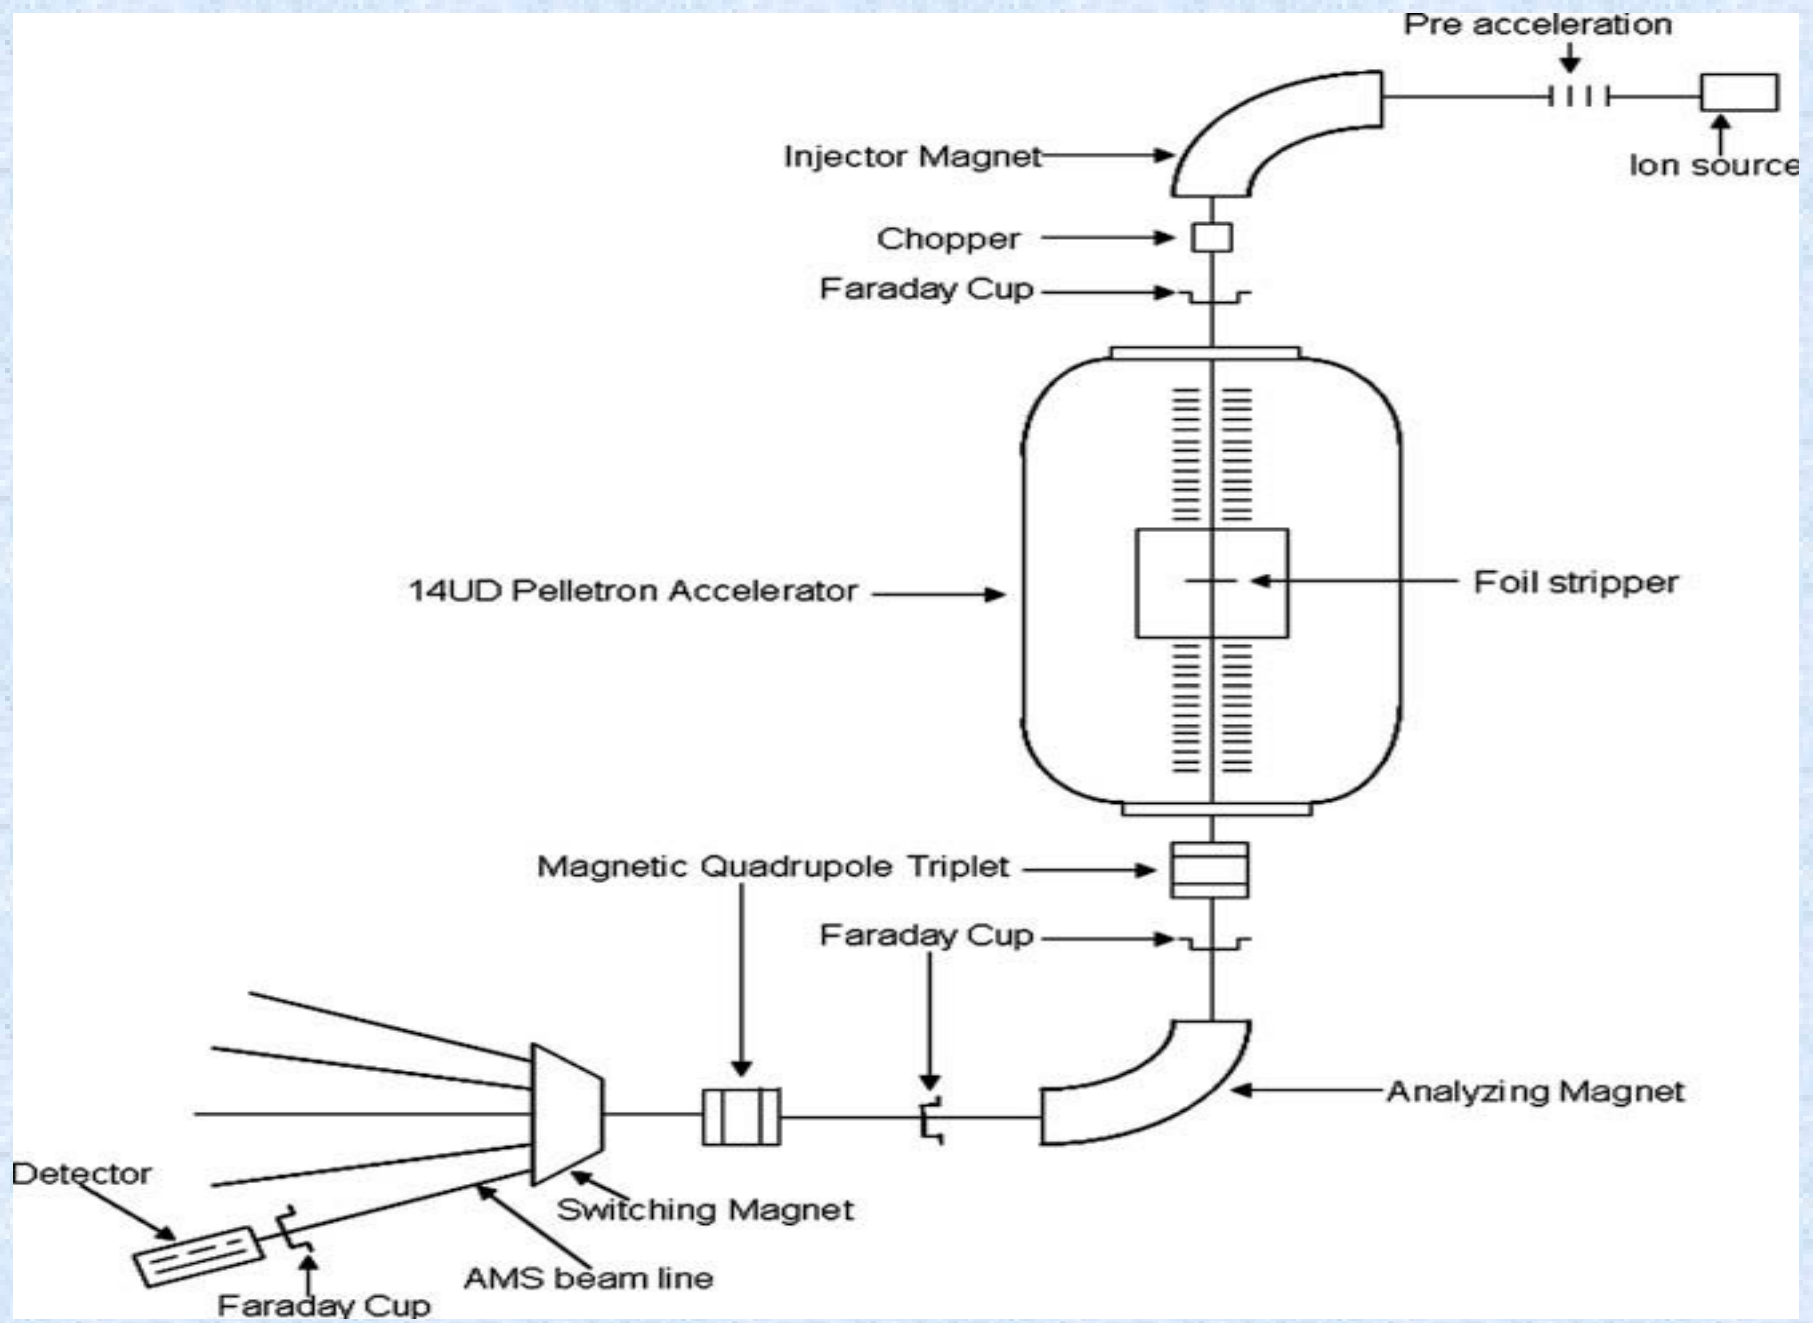 Pre acceleration
Injector Magnet
Ion source
Chopper
Faraday Cup
14UD Pelletron Accelerator
Foil stripper
Magnetic Quadrupole Triplet
Faraday Cup
Analyzing Magnet
Detector
Switching Magnet
AMS beam line
Faraday Cup